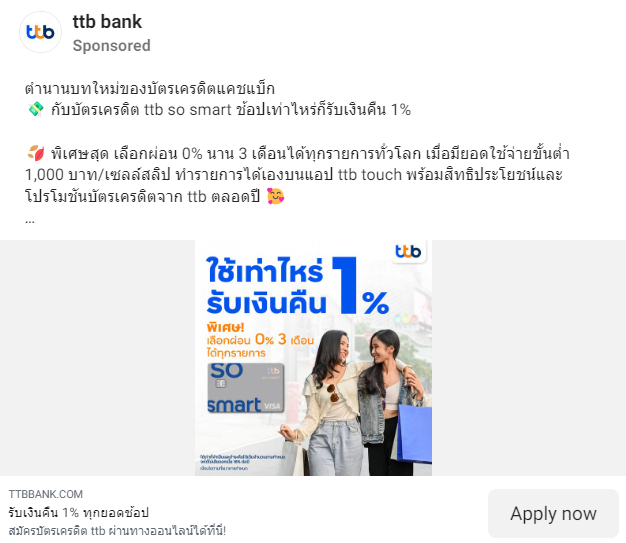 ttb
ttb bank
Sponsored
ตำนานบทใหม่ของบัตรเครดิตแคชแบ็ก
💸 กับบัตรเครดิต ttb so smart ช้อปเท่าไหร่ก็รับเงินคืน 1%
💸 พิเศษสุด เลือกผ่อน 0% นาน 3 เดือนได้ทุกรายการทั่วโลก เมื่อมียอดใช้จ่ายขั้นต่ำ
1,000 บาท/เซลล์สลิป ทำรายการได้เองบนแอป ttb touch พร้อมสิทธิประโยชน์และ
โปรโมชันบัตรเครดิตจาก ttb ตลอดปี 🥰
...
ttb
ใช้เท่าไหร่
รับเงินคืน 1%
พิเศษ!
เลือกผ่อน 0% 3 เดือน
ได้ทุกรายการ
so
ttb
smart
VISA
TTBBANK.COM
รับเงินคืน 1% ทุกยอดช้อป
สมัครบัตรเครดิต ttb ผ่านทางออนไลน์ได้ที่นี่!
Apply now